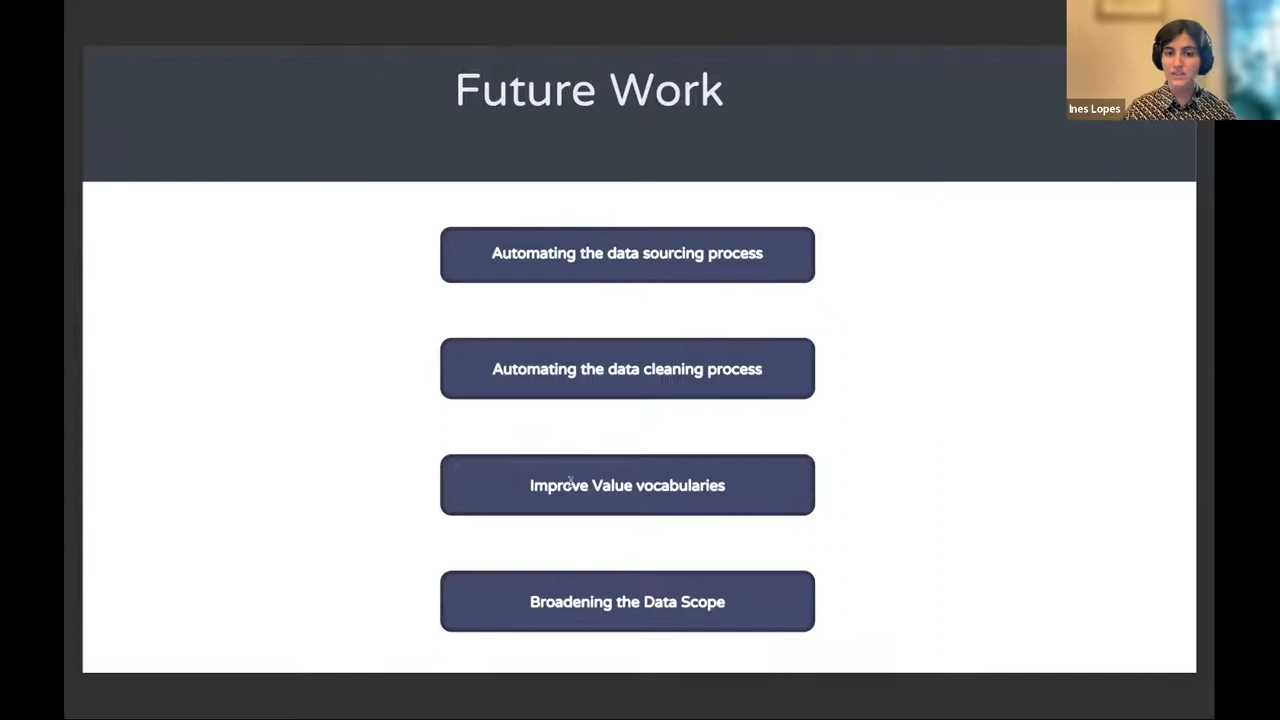 Future Work
Ines Lopes
Automating the data sourcing process
Automating the data cleaning process
Improve Value vocabularies
Broadening the Data Scope